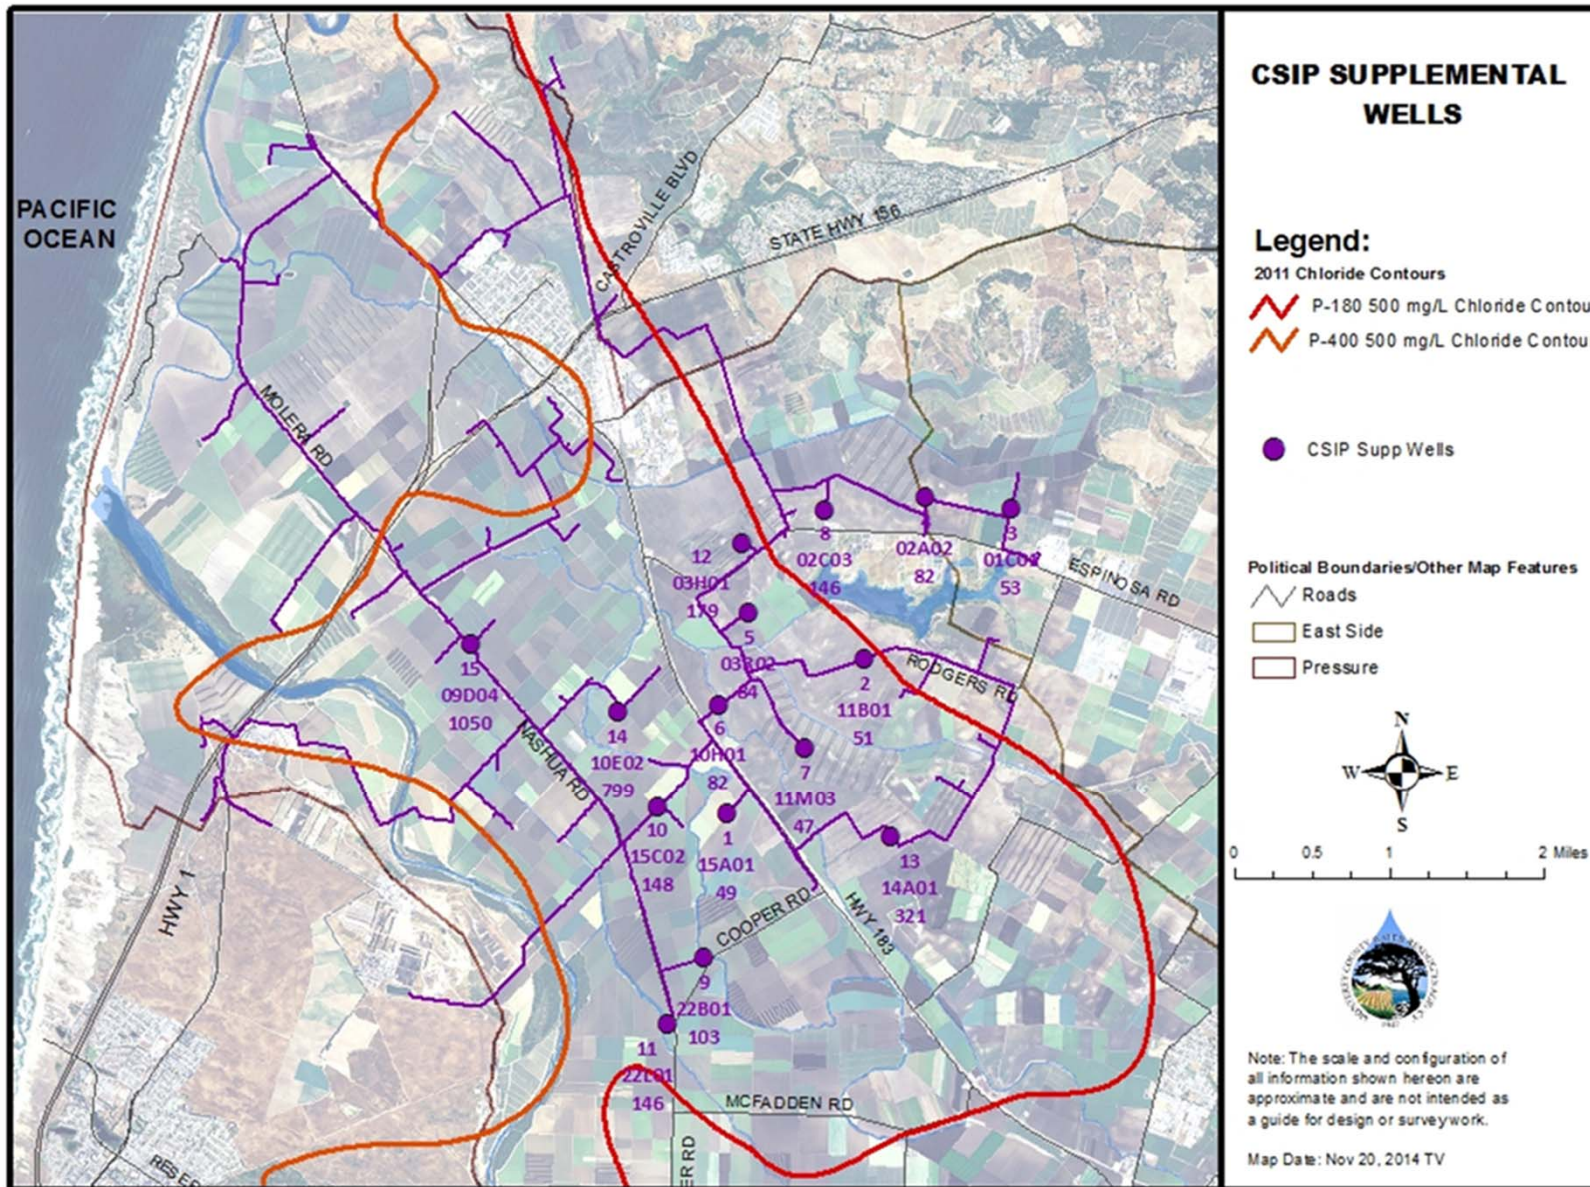 CSIP SUPPLEMENTAL
WELLS
PACIFIC
OCEAN
CASTROVILLE BLVD
STATE HWY 156
MOLERA RD
12
03H01
179
8
02C03
146
02A02
82
3
53
ESPINOSA RD
5
84
RODGERS RD
2
11B01
51
15
09D04
1050
NASHUA RD
14
10E02
799
6
10H01
82
7
11M03
47
10
15C02
148
1
15A01
49
13
14A01
321
HWY 1
COOPER RD
HWY 183
9
22B01
103
11
22L01
146
MCFADDEN RD
ER RD
RESER
Legend:
2011 Chloride Contours
P-180 500 mg/L Chloride Contou
P-400 500 mg/L Chloride Contou
CSIP Supp Wells
Political Boundaries/Other Map Features
Roads
East Side
Pressure
N
W E
S
0 0.5 1 2 Miles
Note: The scale and configuration of
all information shown hereon are
approximate and are not intended as
a guide for design or survey work.
Map Date: Nov 20, 2014 TV